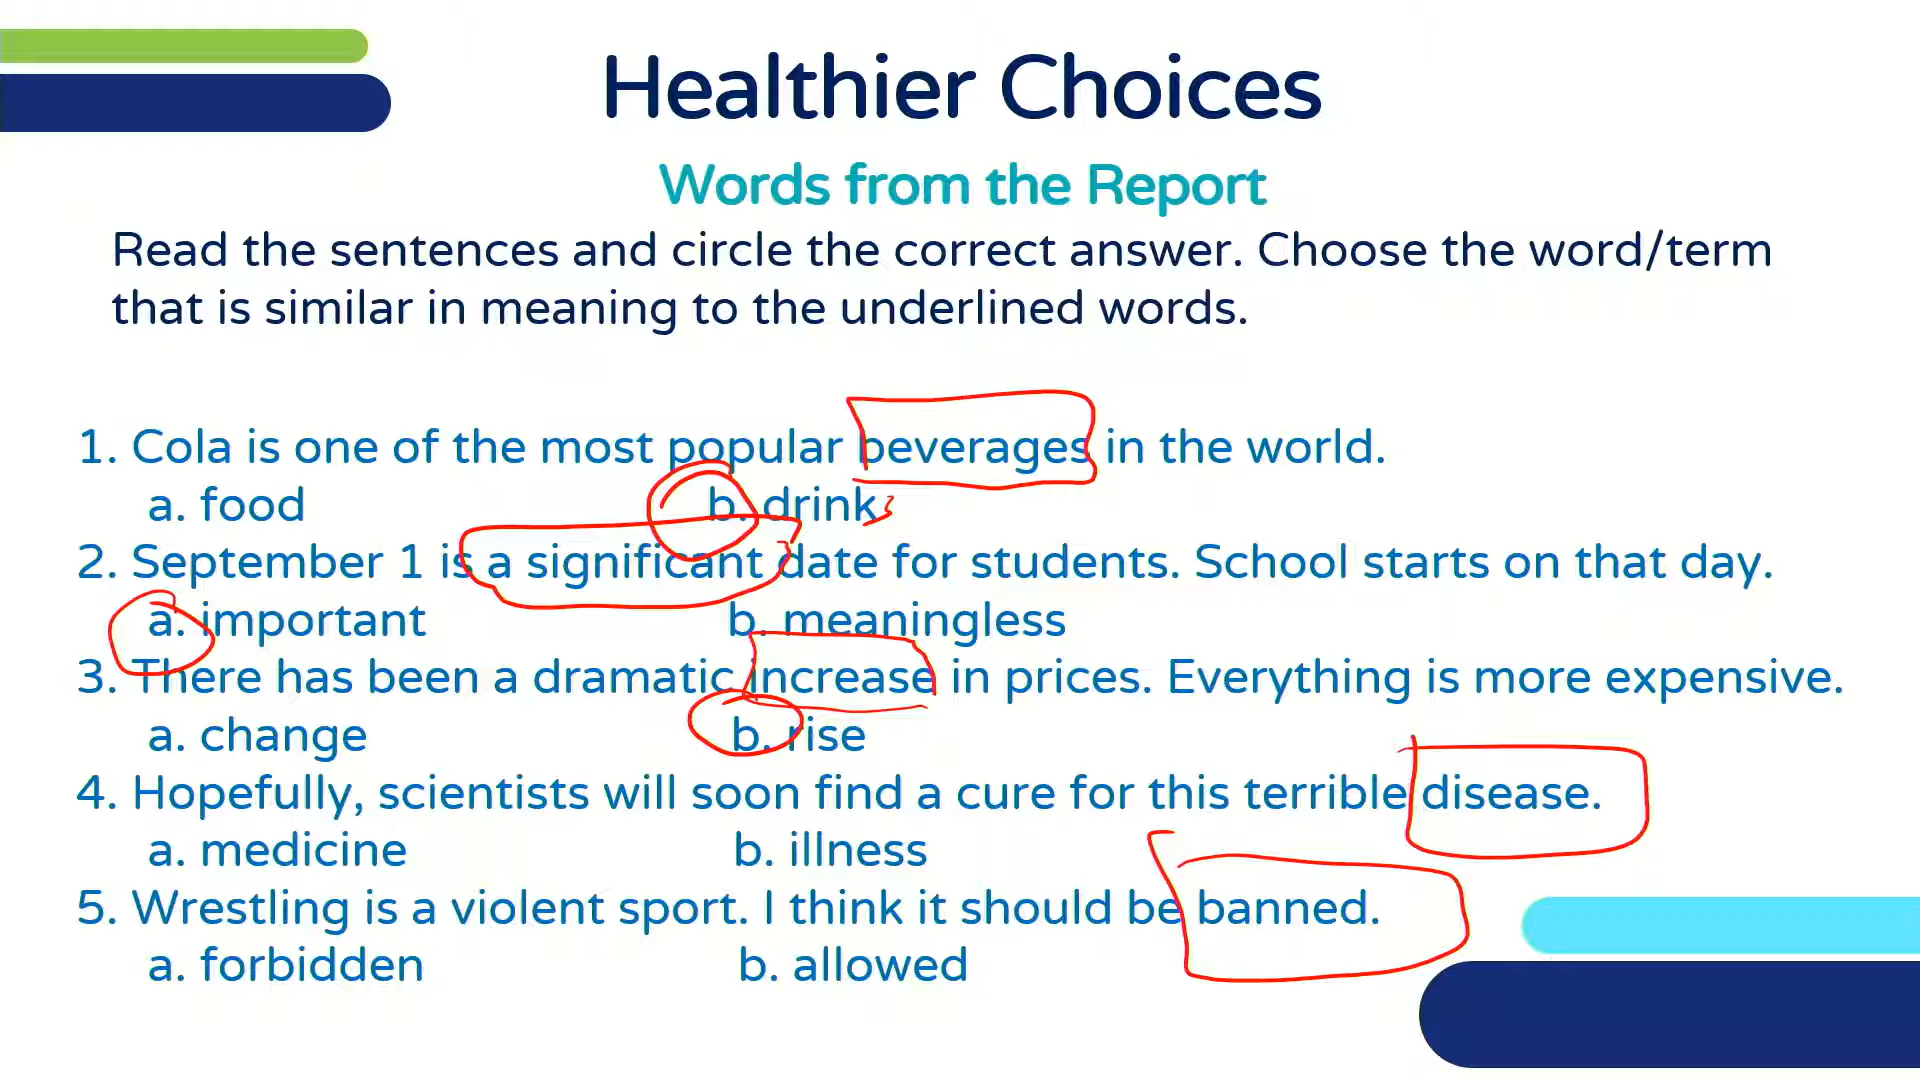 Healthier Choices
Words from the Report
Read the sentences and circle the correct answer. Choose the word/term
that is similar in meaning to the underlined words.
1. Cola is one of the most popular beverages in the world.
a. food b. drinks
2. September 1 is a significant date for students. School starts on that day.
a. important b. meaningless
3. There has been a dramatic increase in prices. Everything is more expensive.
a. change b. rise
4. Hopefully, scientists will soon find a cure for this terrible disease.
a. medicine b. illness
5. Wrestling is a violent sport. I think it should be banned.
a. forbidden b. allowed